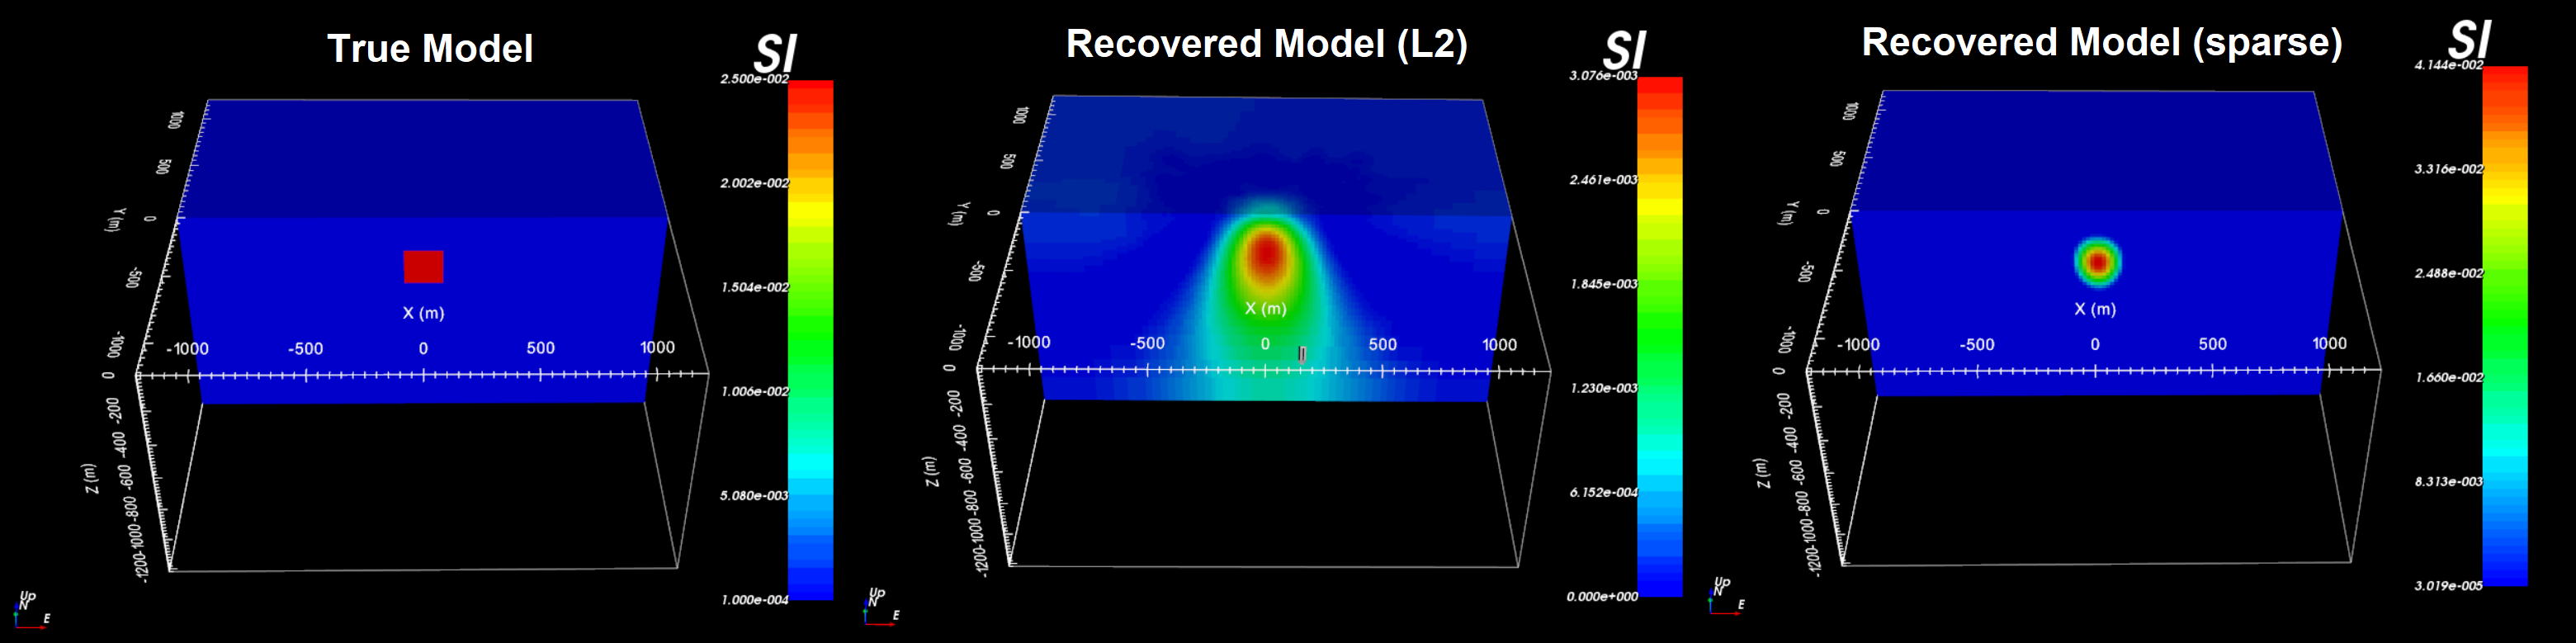 True Model
SI
2.500e-002
2.002e-002
1.504e-002
1.006e-002
5.080e-003
1.000e-004
1000
500
0
-500
-1000
Y (m)
X (m)
-1000 -500 0 500 1000
0
-200
-400
-600
-800
-1000
-1200
Z (m)
Up
N
E
Recovered Model (L2)
SI
3.076e-003
2.461e-003
1.845e-003
1.230e-003
6.152e-004
0.000e+000
1000
500
0
-500
-1000
Y (m)
X (m)
-1000 -500 0 500 1000
0
-200
-400
-600
-800
-1000
-1200
Z (m)
Up
N
E
Recovered Model (sparse)
SI
4.144e-002
3.316e-002
2.488e-002
1.660e-002
8.313e-003
3.019e-005
1000
500
0
-500
-1000
Y (m)
X (m)
-1000 -500 0 500 1000
0
-200
-400
-600
-800
-1000
-1200
Z (m)
Up
N
E